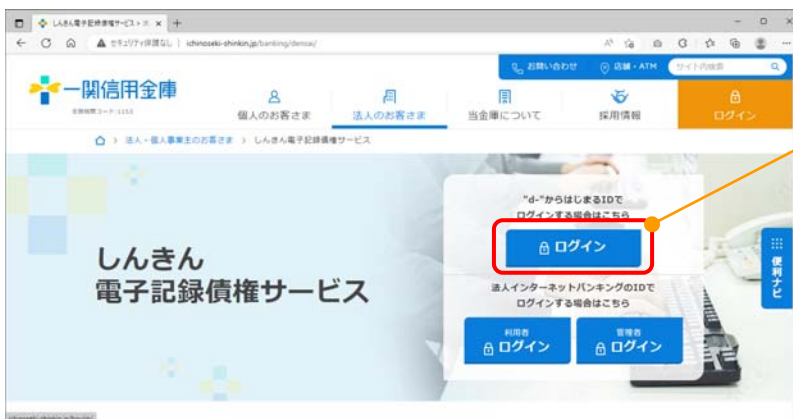 しんきん電子記録債権サービス
セキュリティ保護なし | ichinoseki-shinkin.jp/banking/densai/
お問い合わせ 店舗・ATM サイト内検索
一関信用金庫
金融機関コード:1153
個人のお客さま 法人のお客さま 当金庫について 採用情報 ログイン
法人・個人事業主のお客さま > しんきん電子記録債権サービス
"d-"からはじまるIDで
ログインする場合はこちら
ログイン
しんきん
電子記録債権サービス
法人インターネットバンキングのIDで
ログインする場合はこちら
利用者
ログイン
管理者
ログイン
便利ナビ